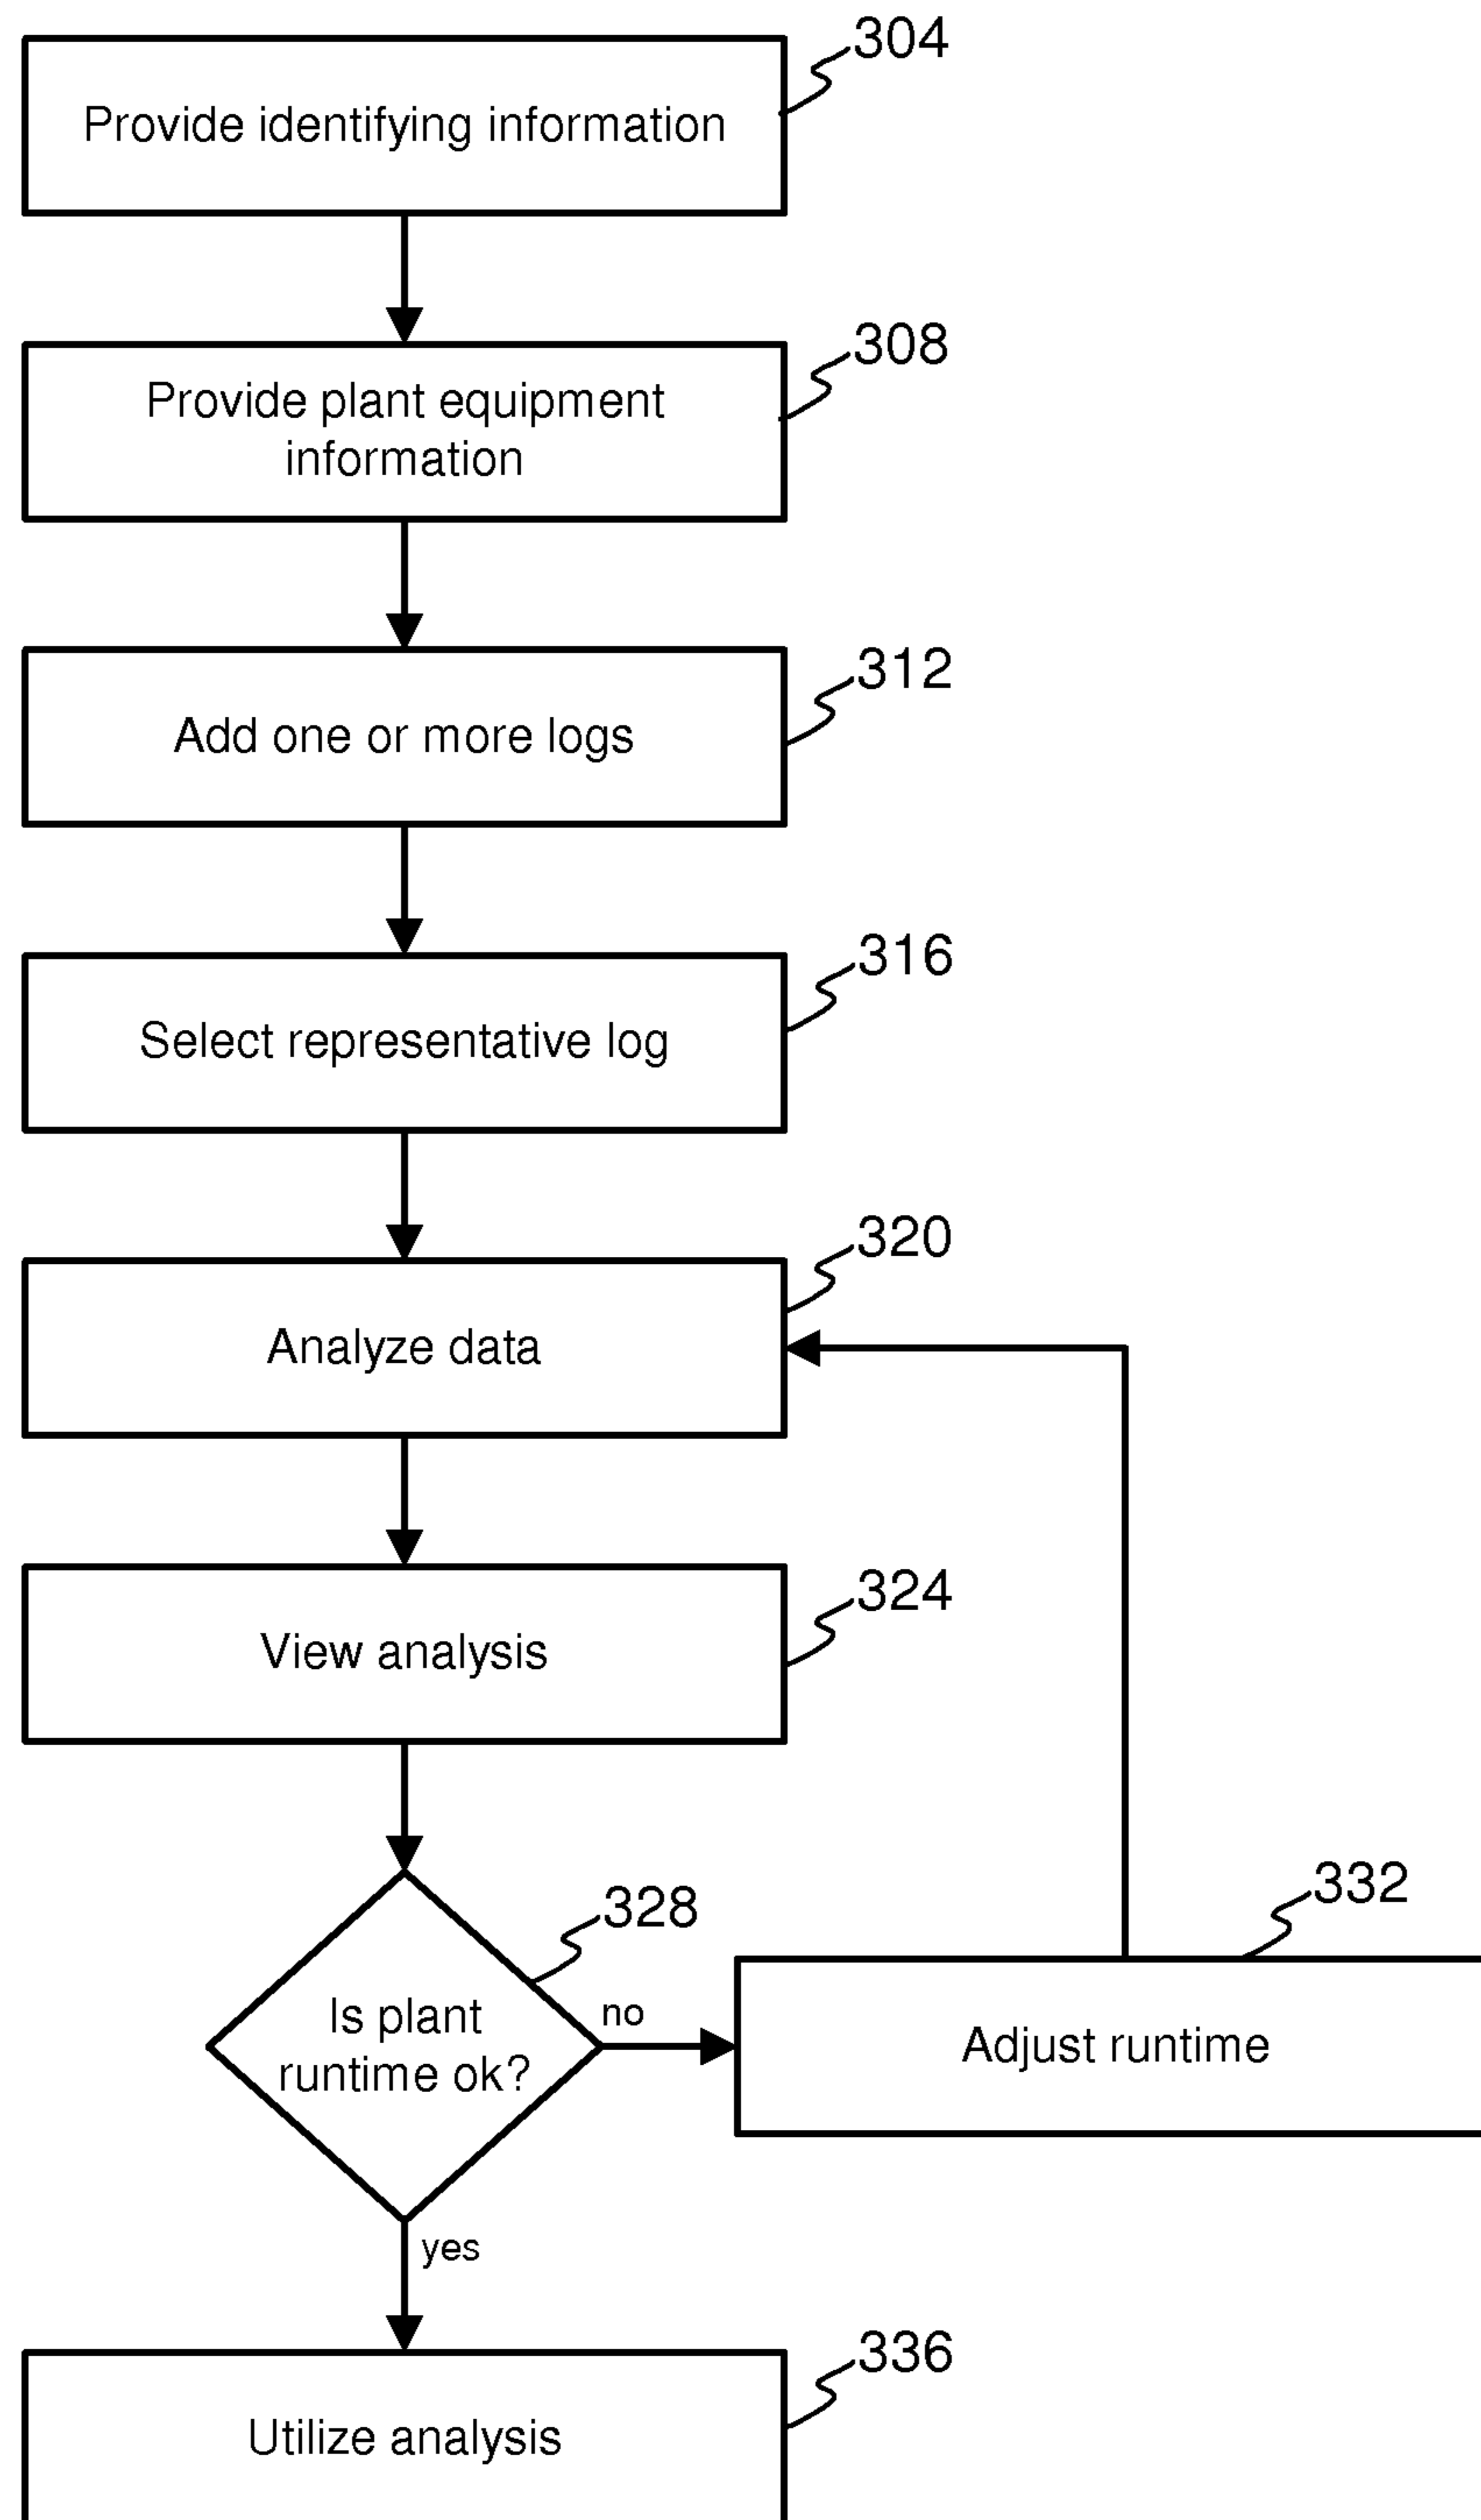 304
Provide identifying information
308
Provide plant equipment
information
312
Add one or more logs
316
Select representative log
320
Analyze data
324
View analysis
328
Is plant
runtime ok?
no
332
Adjust runtime
yes
336
Utilize analysis